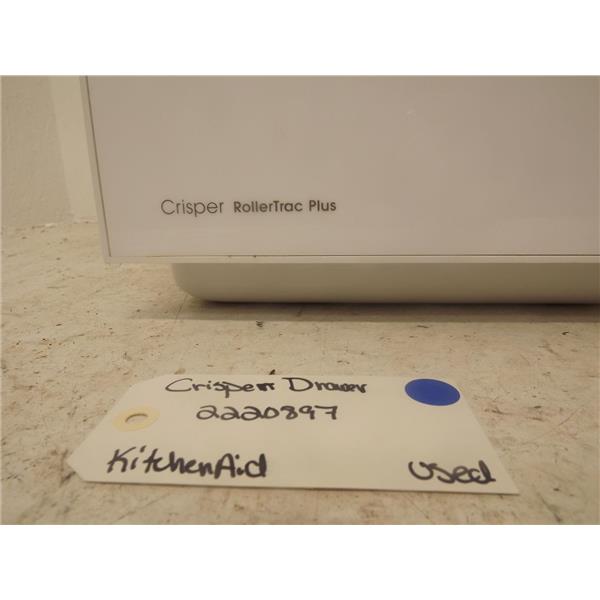 Crisper RollerTrac Plus
Crisper Drawer
2220897
KitchenAid
used